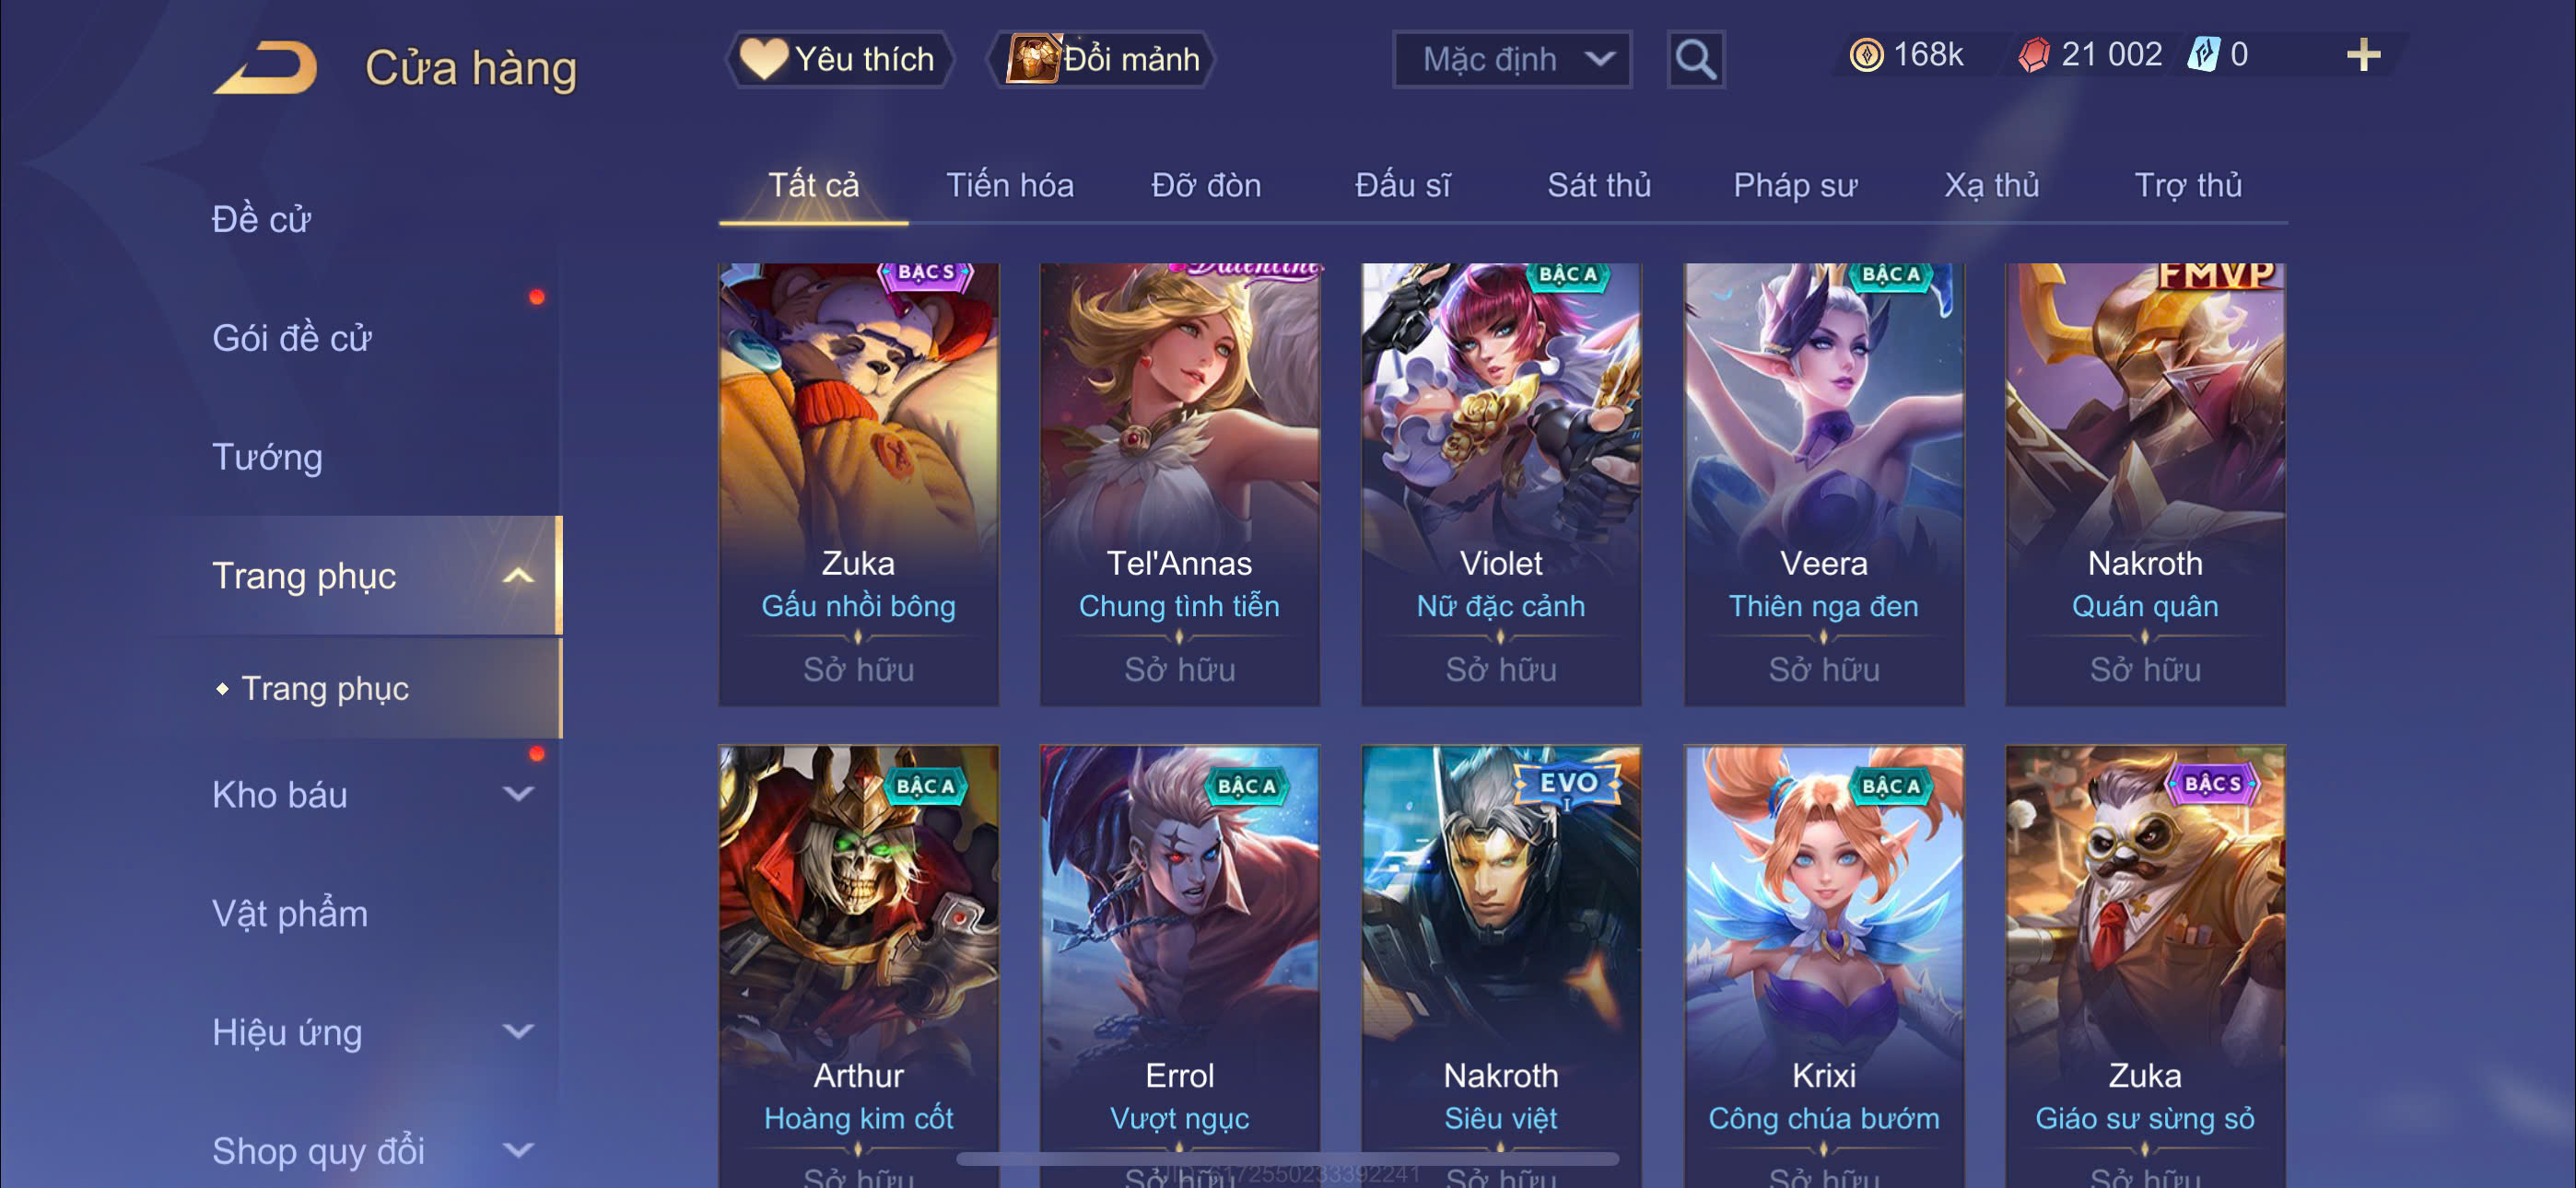 Cửa hàng
Yêu thích
Đổi mảnh
Mặc định
168k
21 002
0
Tất cả
Tiến hóa
Đỡ đòn
Đấu sĩ
Sát thủ
Pháp sư
Xạ thủ
Trợ thủ
Đề cử
Gói đề cử
Tướng
Trang phục
Trang phục
Kho báu
Vật phẩm
Hiệu ứng
Shop quy đổi
BẬC S
Zuka
Gấu nhồi bông
Sở hữu
Valentine
Tel'Annas
Chung tình tiễn
Sở hữu
BẬC A
Violet
Nữ đặc cảnh
Sở hữu
BẬC A
Veera
Thiên nga đen
Sở hữu
FMVP
Nakroth
Quán quân
Sở hữu
BẬC A
Arthur
Hoàng kim cốt
Sở hữu
BẬC A
Errol
Vượt ngục
Sở hữu
EVO
I
Nakroth
Siêu việt
Sở hữu
BẬC A
Krixi
Công chúa bướm
Sở hữu
BẬC S
Zuka
Giáo sư sừng sỏ
Sở hữu
UID: 6172550233392241